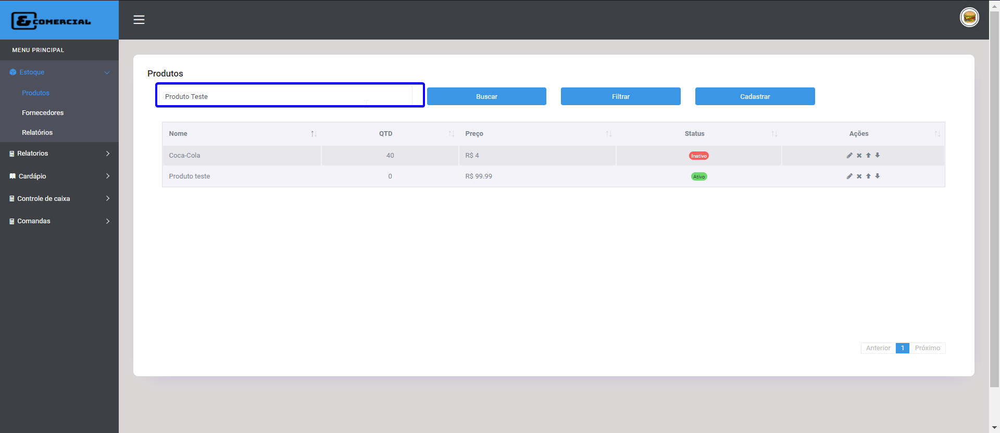 & COMERCIAL
MENU PRINCIPAL
Estoque
Produtos
Fornecedores
Relatórios
Relatorios
Cardápio
Controle de caixa
Comandas
Produtos
Produto Teste
Buscar
Filtrar
Cadastrar
Nome QTD Preço Status Ações
Coca-Cola 40 R$ 4 Inativo
Produto teste 0 R$ 99.99 Ativo
Anterior 1 Próximo